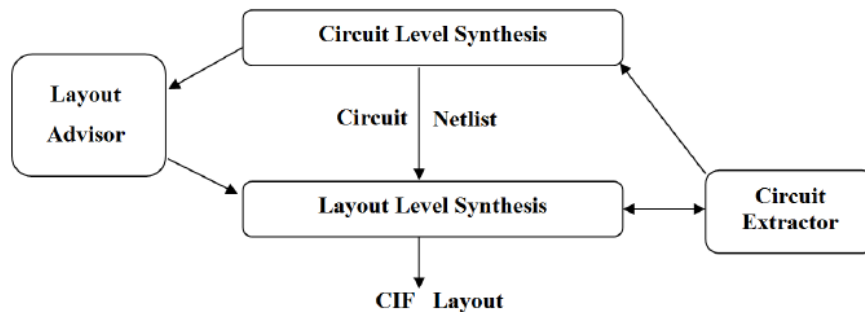 Circuit Level Synthesis
Layout
Advisor
Circuit Netlist
Layout Level Synthesis
Circuit
Extractor
CIF Layout